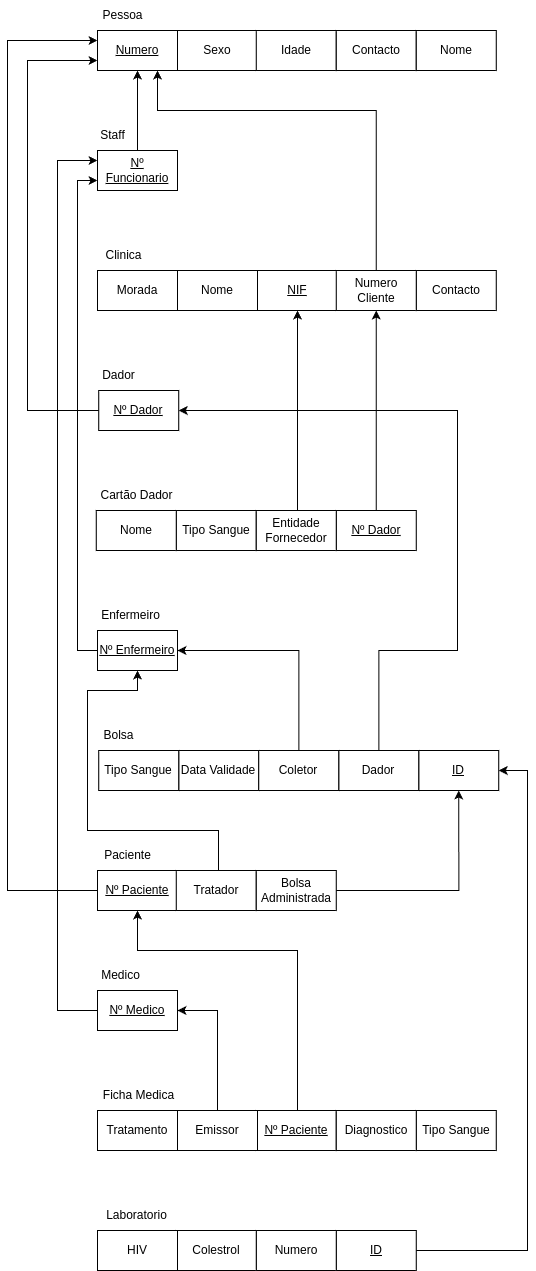 Pessoa
Numero Sexo Idade Contacto Nome
Staff
Nº
Funcionario
Clinica
Morada Nome NIF Numero
Cliente Contacto
Dador
Nº Dador
Cartão Dador
Nome Tipo Sangue Entidade
Fornecedor Nº Dador
Enfermeiro
Nº Enfermeiro
Bolsa
Tipo Sangue Data Validade Coletor Dador ID
Paciente
Nº Paciente Tratador Bolsa
Administrada
Medico
Nº Medico
Ficha Medica
Tratamento Emissor Nº Paciente Diagnostico Tipo Sangue
Laboratorio
HIV Colestrol Numero ID